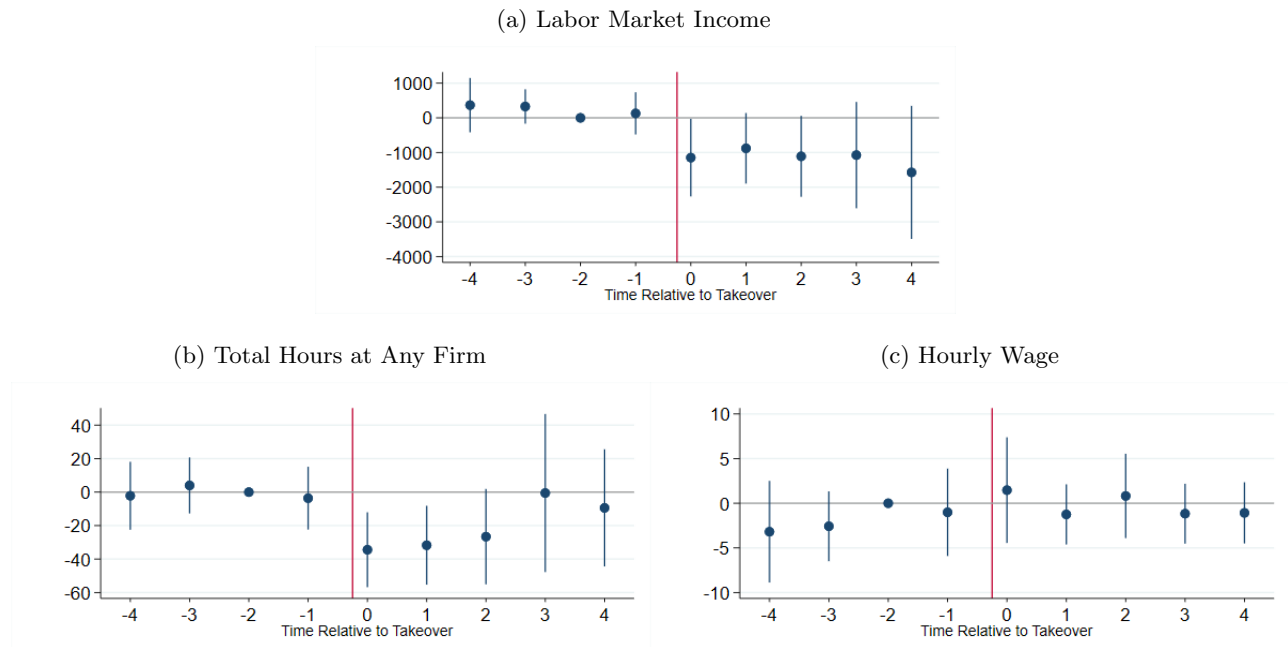 (a) Labor Market Income
1000
0
-1000
-2000
-3000
-4000
-4 -3 -2 -1 0 1 2 3 4
Time Relative to Takeover
(b) Total Hours at Any Firm
40
20
0
-20
-40
-60
-4 -3 -2 -1 0 1 2 3 4
Time Relative to Takeover
(c) Hourly Wage
10
5
0
-5
-10
-4 -3 -2 -1 0 1 2 3 4
Time Relative to Takeover